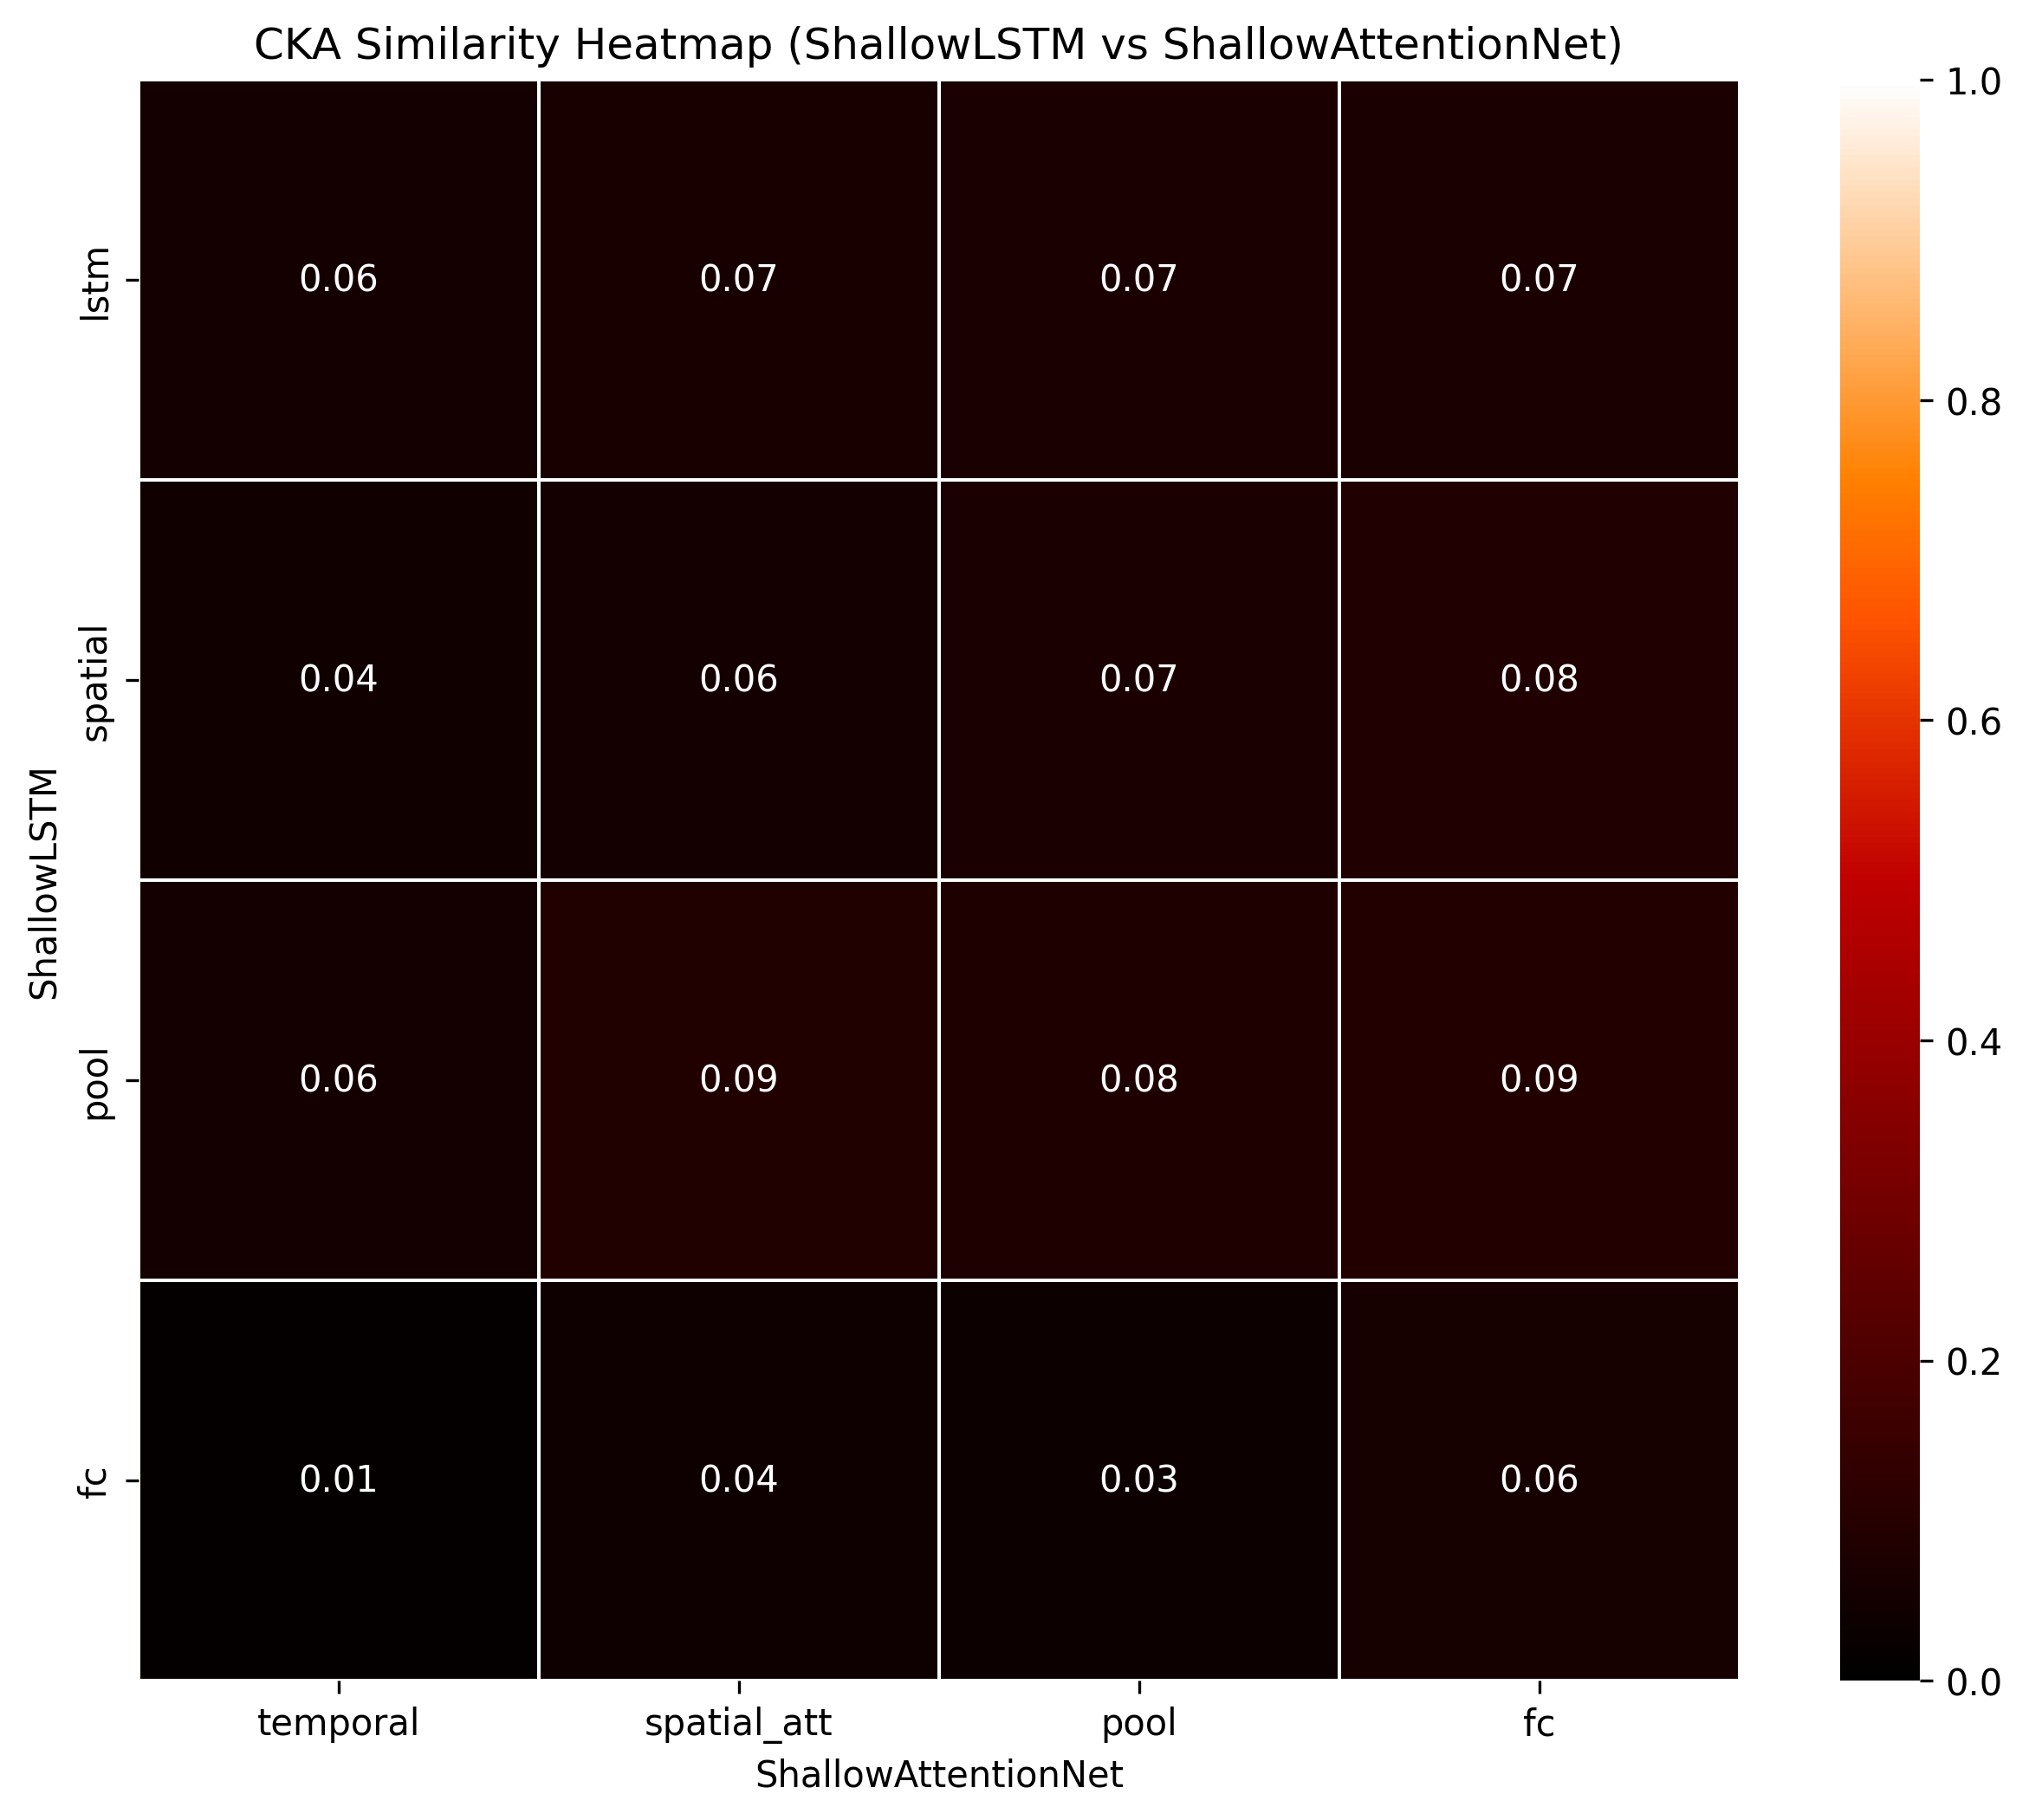 CKA Similarity Heatmap (ShallowLSTM vs ShallowAttentionNet)
ShallowLSTM
lstm 0.06 0.07 0.07 0.07
spatial 0.04 0.06 0.07 0.08
pool 0.06 0.09 0.08 0.09
fc 0.01 0.04 0.03 0.06
temporal spatial_att pool fc
ShallowAttentionNet
1.0
0.8
0.6
0.4
0.2
0.0